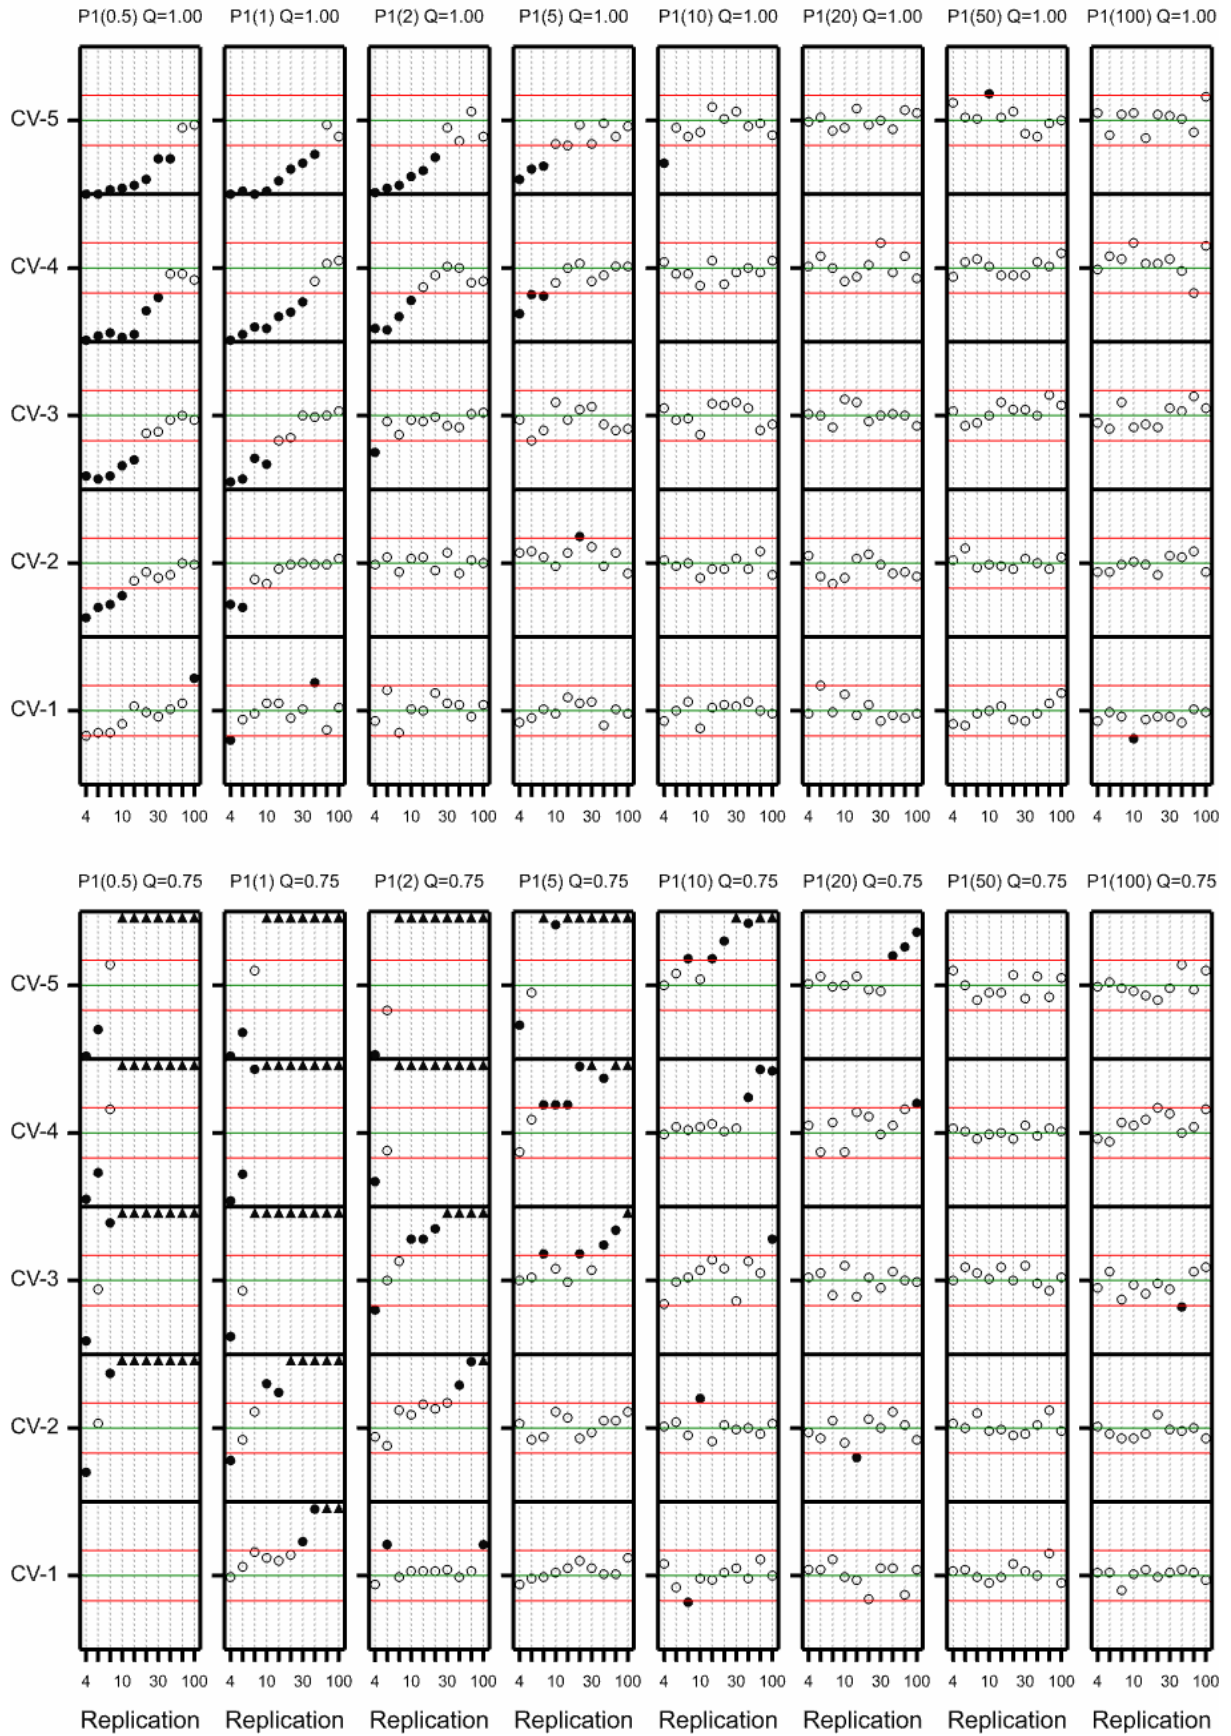 P1(0.5) Q=1.00 P1(1) Q=1.00 P1(2) Q=1.00 P1(5) Q=1.00 P1(10) Q=1.00 P1(20) Q=1.00 P1(50) Q=1.00 P1(100) Q=1.00
CV-5
CV-4
CV-3
CV-2
CV-1
4 10 30 100 4 10 30 100 4 10 30 100 4 10 30 100 4 10 30 100 4 10 30 100 4 10 30 100 4 10 30 100
P1(0.5) Q=0.75 P1(1) Q=0.75 P1(2) Q=0.75 P1(5) Q=0.75 P1(10) Q=0.75 P1(20) Q=0.75 P1(50) Q=0.75 P1(100) Q=0.75
CV-5
CV-4
CV-3
CV-2
CV-1
4 10 30 100 4 10 30 100 4 10 30 100 4 10 30 100 4 10 30 100 4 10 30 100 4 10 30 100 4 10 30 100
Replication Replication Replication Replication Replication Replication Replication Replication